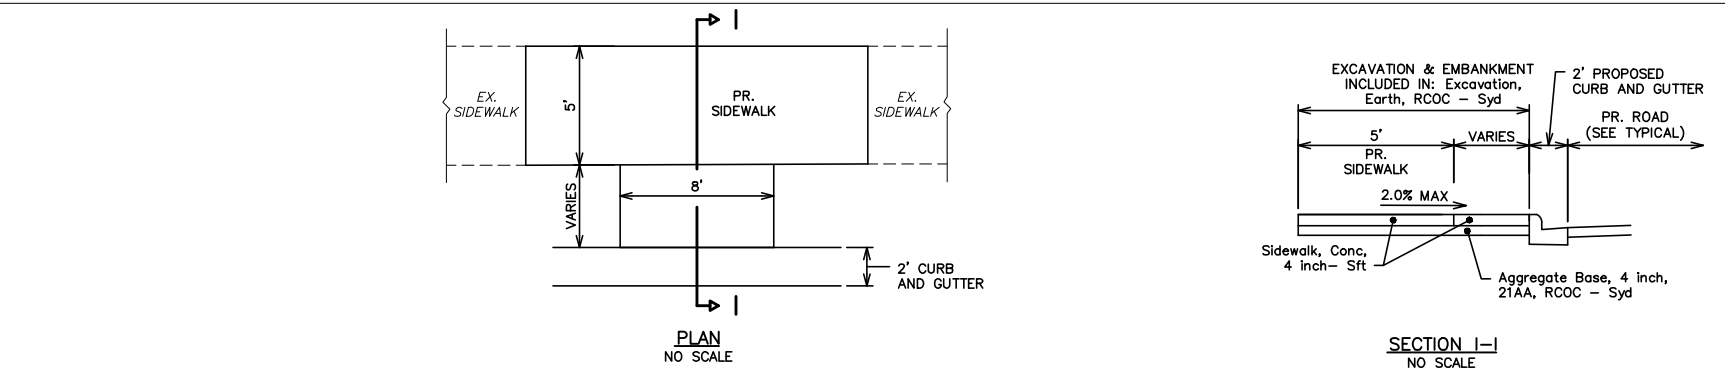 I
EX.
SIDEWALK
5'
PR.
SIDEWALK
EX.
SIDEWALK
VARIES
8'
2' CURB
AND GUTTER
I
PLAN
NO SCALE
EXCAVATION & EMBANKMENT
INCLUDED IN: Excavation,
Earth, RCOC - Syd
2' PROPOSED
CURB AND GUTTER
PR. ROAD
(SEE TYPICAL)
5'
VARIES
PR.
SIDEWALK
2.0% MAX
Sidewalk, Conc,
4 inch- Sft
Aggregate Base, 4 inch,
21AA, RCOC - Syd
SECTION I-I
NO SCALE